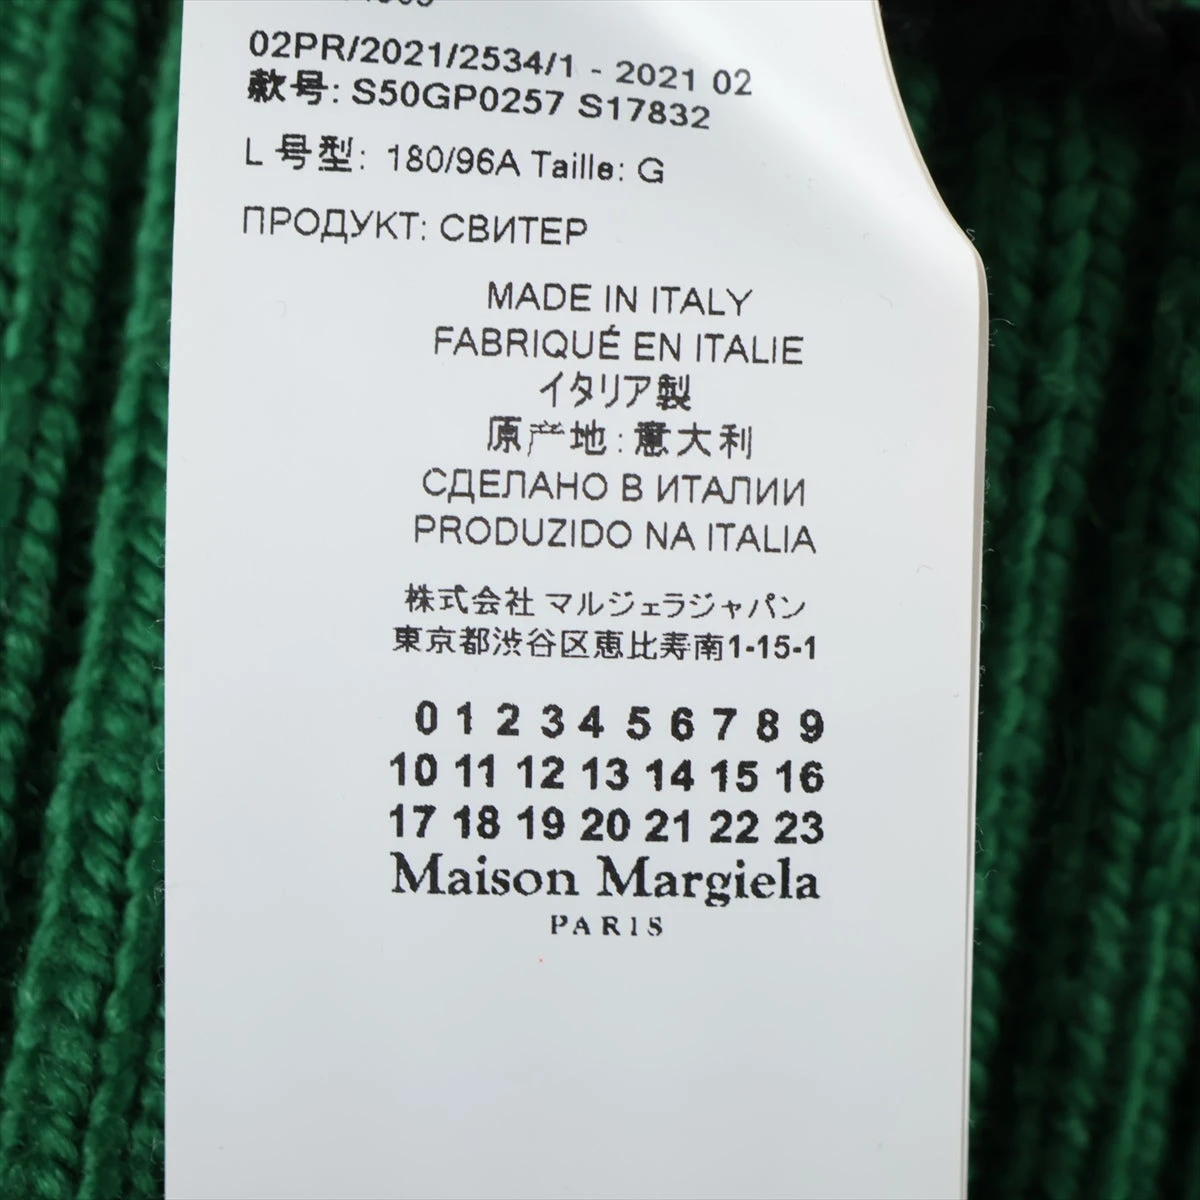 02PR/2021/2534/1 - 2021 02
款号: S50GP0257 S17832
L 号型: 180/96A Taille: G
ПРОДУКТ: СВИТЕР
MADE IN ITALY
FABRIQUÉ EN ITALIE
イタリア製
原产地: 意大利
СДЕЛАНО В ИТАЛИИ
PRODUZIDO NA ITALIA
株式会社 マルジェラジャパン
東京都渋谷区恵比寿南1-15-1
0 1 2 3 4 5 6 7 8 9
10 11 12 13 14 15 16
17 18 19 20 21 22 23
Maison Margiela
PARIS